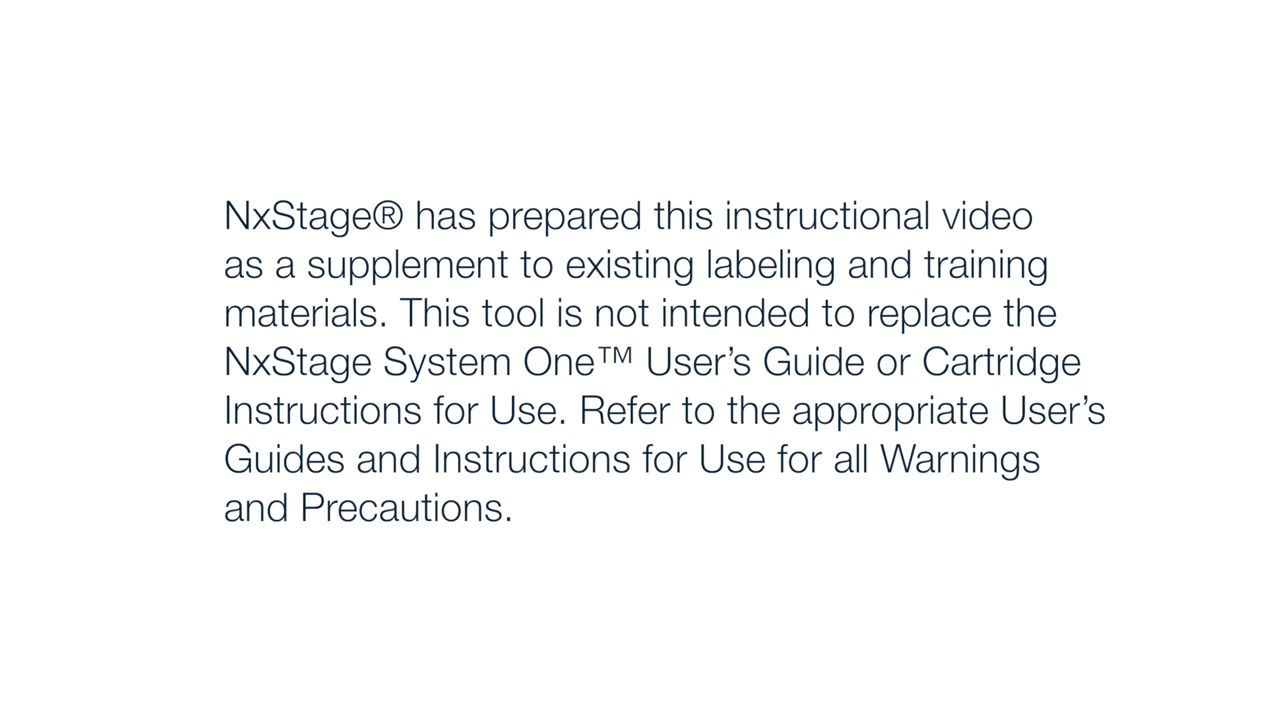 NxStage® has prepared this instructional video
as a supplement to existing labeling and training
materials. This tool is not intended to replace the
NxStage System One™ User’s Guide or Cartridge
Instructions for Use. Refer to the appropriate User’s
Guides and Instructions for Use for all Warnings
and Precautions.